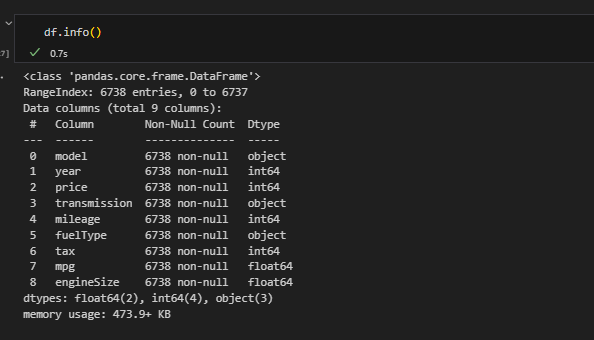 df.info()
7]
0.7s
<class 'pandas.core.frame.DataFrame'>
RangeIndex: 6738 entries, 0 to 6737
Data columns (total 9 columns):
 #   Column        Non-Null Count  Dtype
---  ------        --------------  -----
 0   model         6738 non-null   object
 1   year          6738 non-null   int64
 2   price         6738 non-null   int64
 3   transmission  6738 non-null   object
 4   mileage       6738 non-null   int64
 5   fuelType      6738 non-null   object
 6   tax           6738 non-null   int64
 7   mpg           6738 non-null   float64
 8   engineSize    6738 non-null   float64
dtypes: float64(2), int64(4), object(3)
memory usage: 473.9+ KB